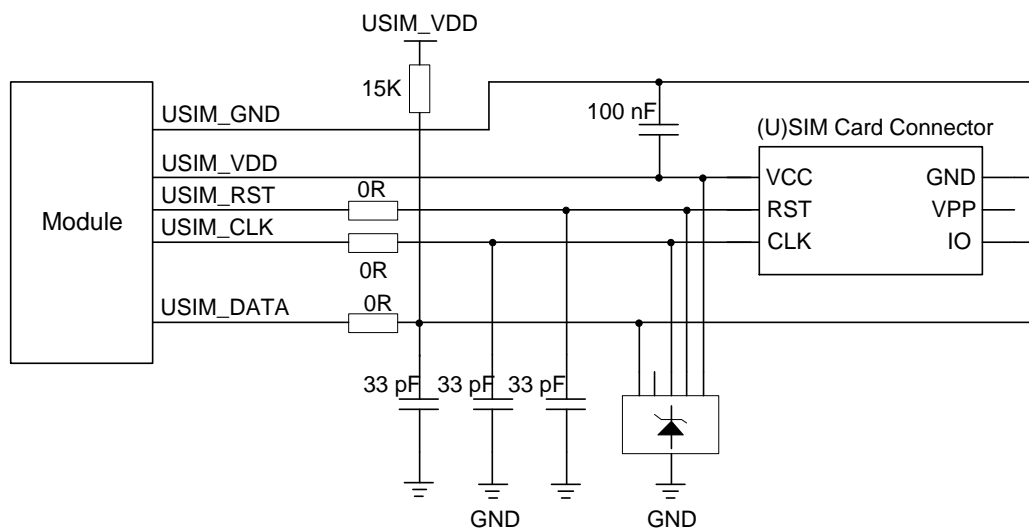 USIM_VDD
15K
USIM_GND
100 nF
(U)SIM Card Connector
USIM_VDD
VCC
GND
USIM_RST
0R
RST
VPP
Module
USIM_CLK
CLK
IO
0R
USIM_DATA
0R
33 pF
33 pF
33 pF
GND
GND